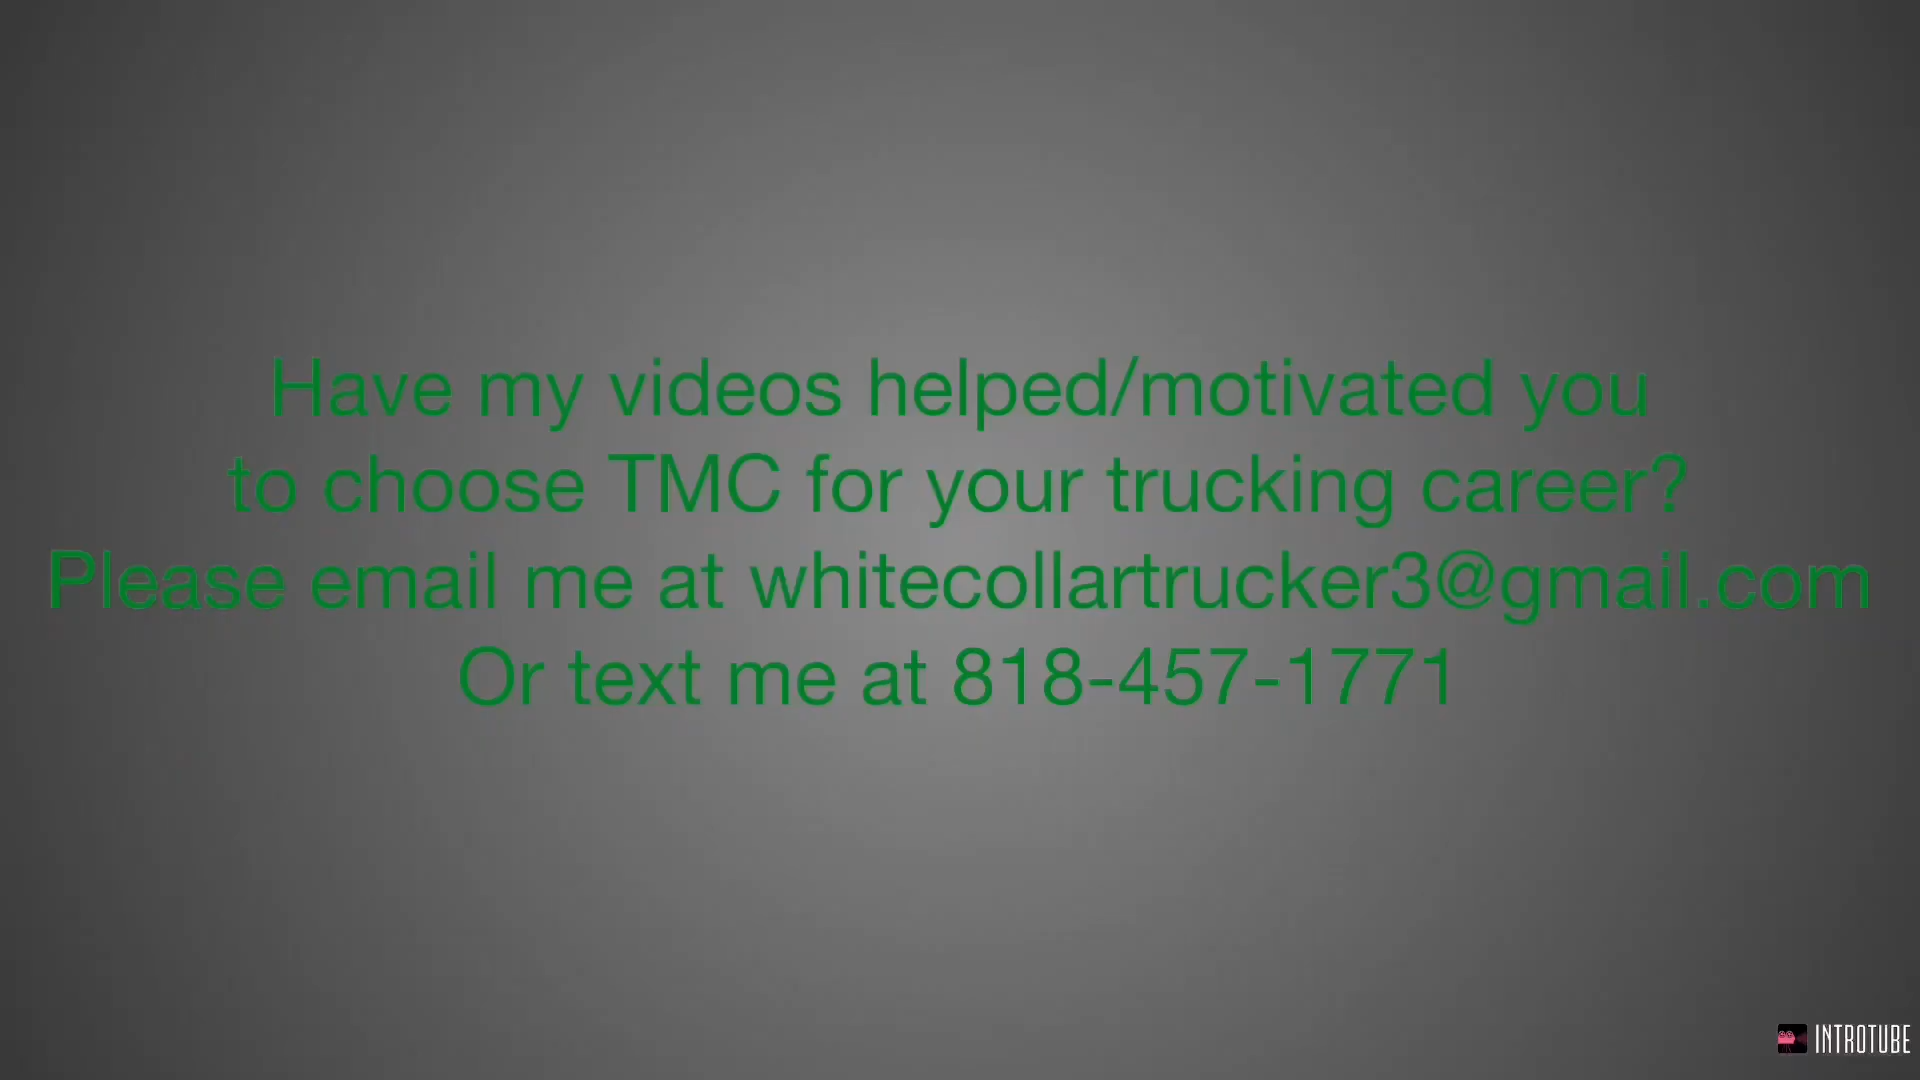 Have my videos helped/motivated you
to choose TMC for your trucking career?
Please email me at whitecollartrucker3@gmail.com
Or text me at 818-457-1771
INTROTUBE